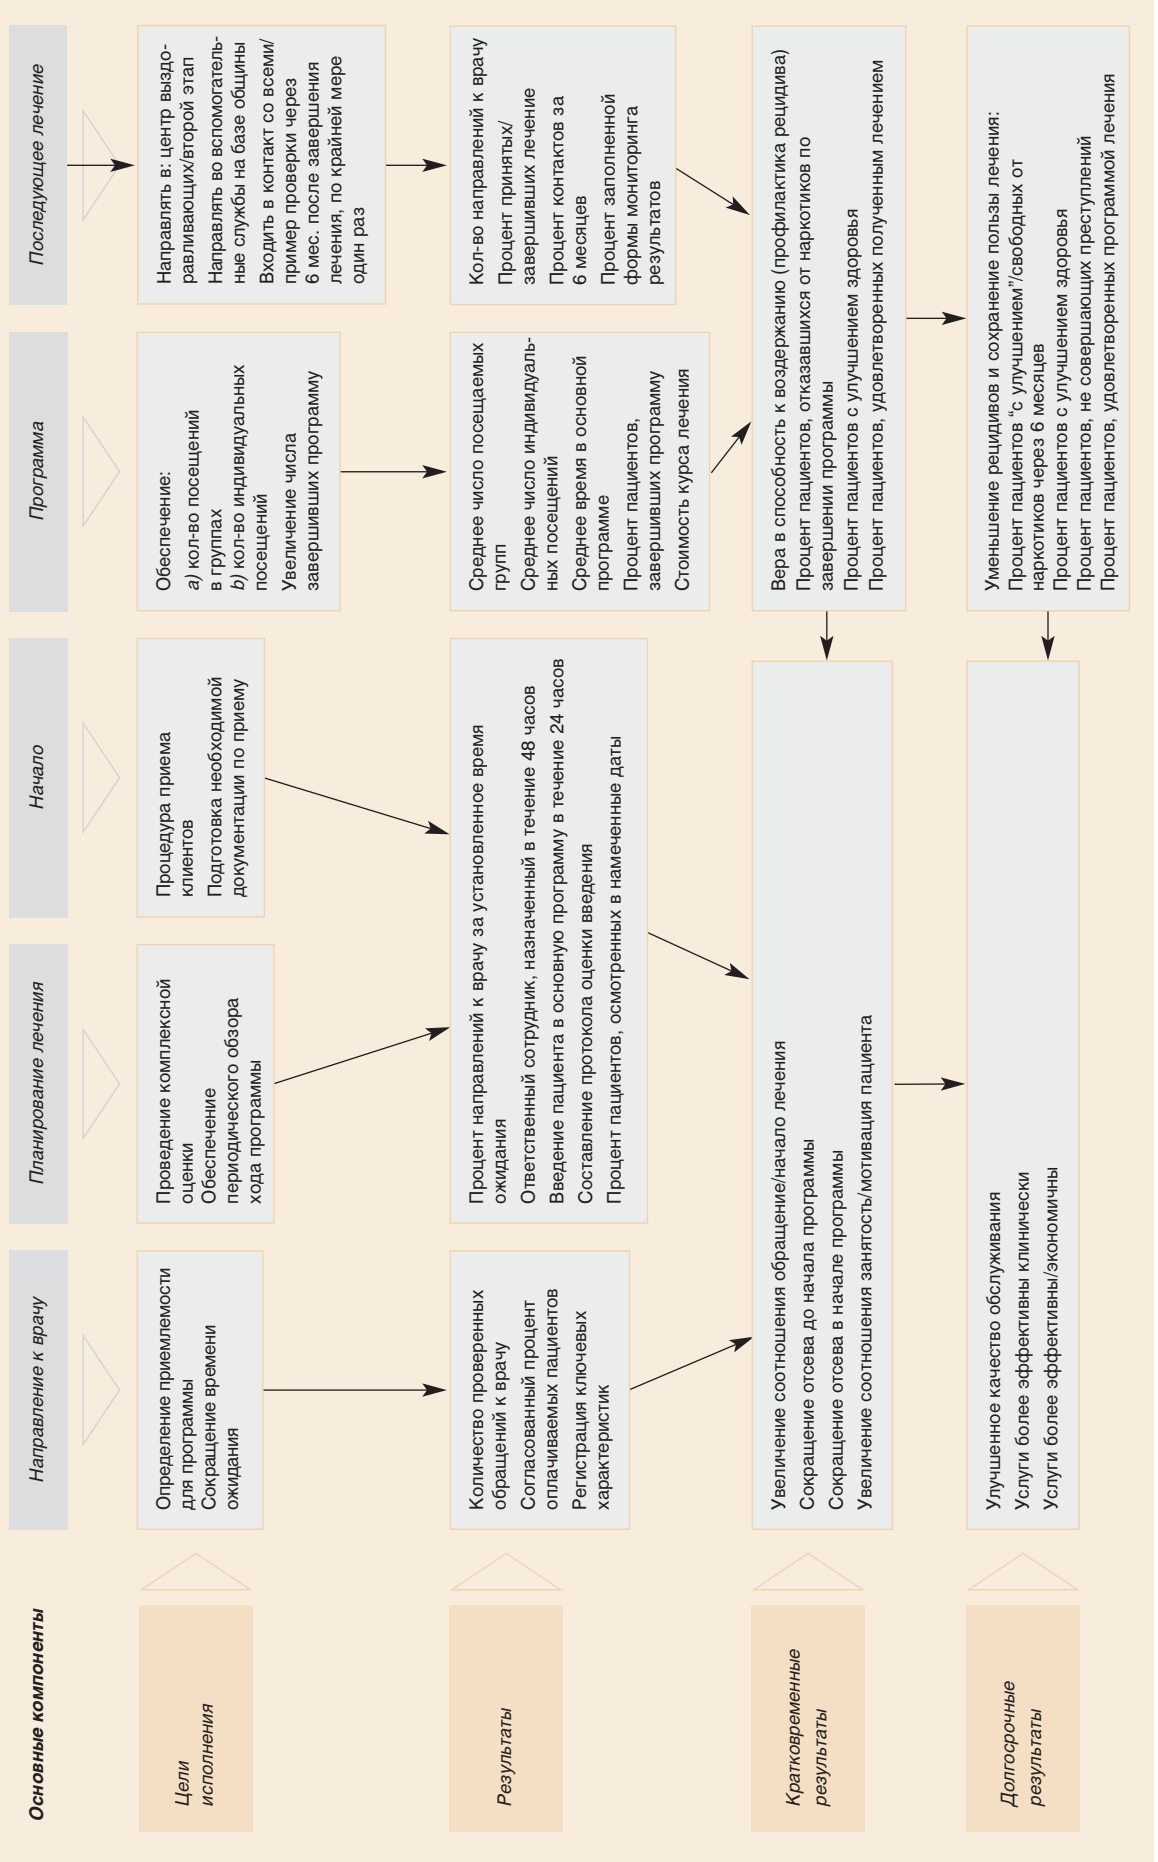 Основные компоненты
Направление к врачу
Планирование лечения
Начало
Программа
Последующее лечение
Цели
исполнения
Определение приемлемости
для программы
Сокращение времени
ожидания
Проведение комплексной
оценки
Обеспечение
периодического обзора
хода программы
Процедура приема
клиентов
Подготовка необходимой
документации по приему
Обеспечение:
a) кол-во посещений
в группах
b) кол-во индивидуальных
посещений
Увеличение числа
завершивших программу
Направлять в: центр выздо-
равливающих/второй этап
Направлять во вспомогатель-
ные службы на базе общины
Входить в контакт со всеми/
пример проверки через
6 мес. после завершения
лечения, по крайней мере
один раз
Результаты
Количество проверенных
обращений к врачу
Согласованный процент
оплачиваемых пациентов
Регистрация ключевых
характеристик
Процент направлений к врачу за установленное время
ожидания
Ответственный сотрудник, назначенный в течение 48 часов
Введение пациента в основную программу в течение 24 часов
Составление протокола оценки введения
Процент пациентов, осмотренных в намеченные даты
Среднее число посещаемых
групп
Среднее число индивидуаль-
ных посещений
Среднее время в основной
программе
Процент пациентов,
завершивших программу
Стоимость курса лечения
Кол-во направлений к врачу
Процент принятых/
завершивших лечение
Процент контактов за
6 месяцев
Процент заполненной
формы мониторинга
результатов
Кратковременные
результаты
Увеличение соотношения обращение/начало лечения
Сокращение отсева до начала программы
Сокращение отсева в начале программы
Увеличение соотношения занятость/мотивация пациента
Вера в способность к воздержанию (профилактика рецидива)
Процент пациентов, отказавшихся от наркотиков по
завершении программы
Процент пациентов с улучшением здоровья
Процент пациентов, удовлетворенных полученным лечением
Долгосрочные
результаты
Улучшенное качество обслуживания
Услуги более эффективны клинически
Услуги более эффективны/экономичны
Уменьшение рецидивов и сохранение пользы лечения:
Процент пациентов “с улучшением”/свободных от
наркотиков через 6 месяцев
Процент пациентов с улучшением здоровья
Процент пациентов, не совершающих преступлений
Процент пациентов, удовлетворенных программой лечения